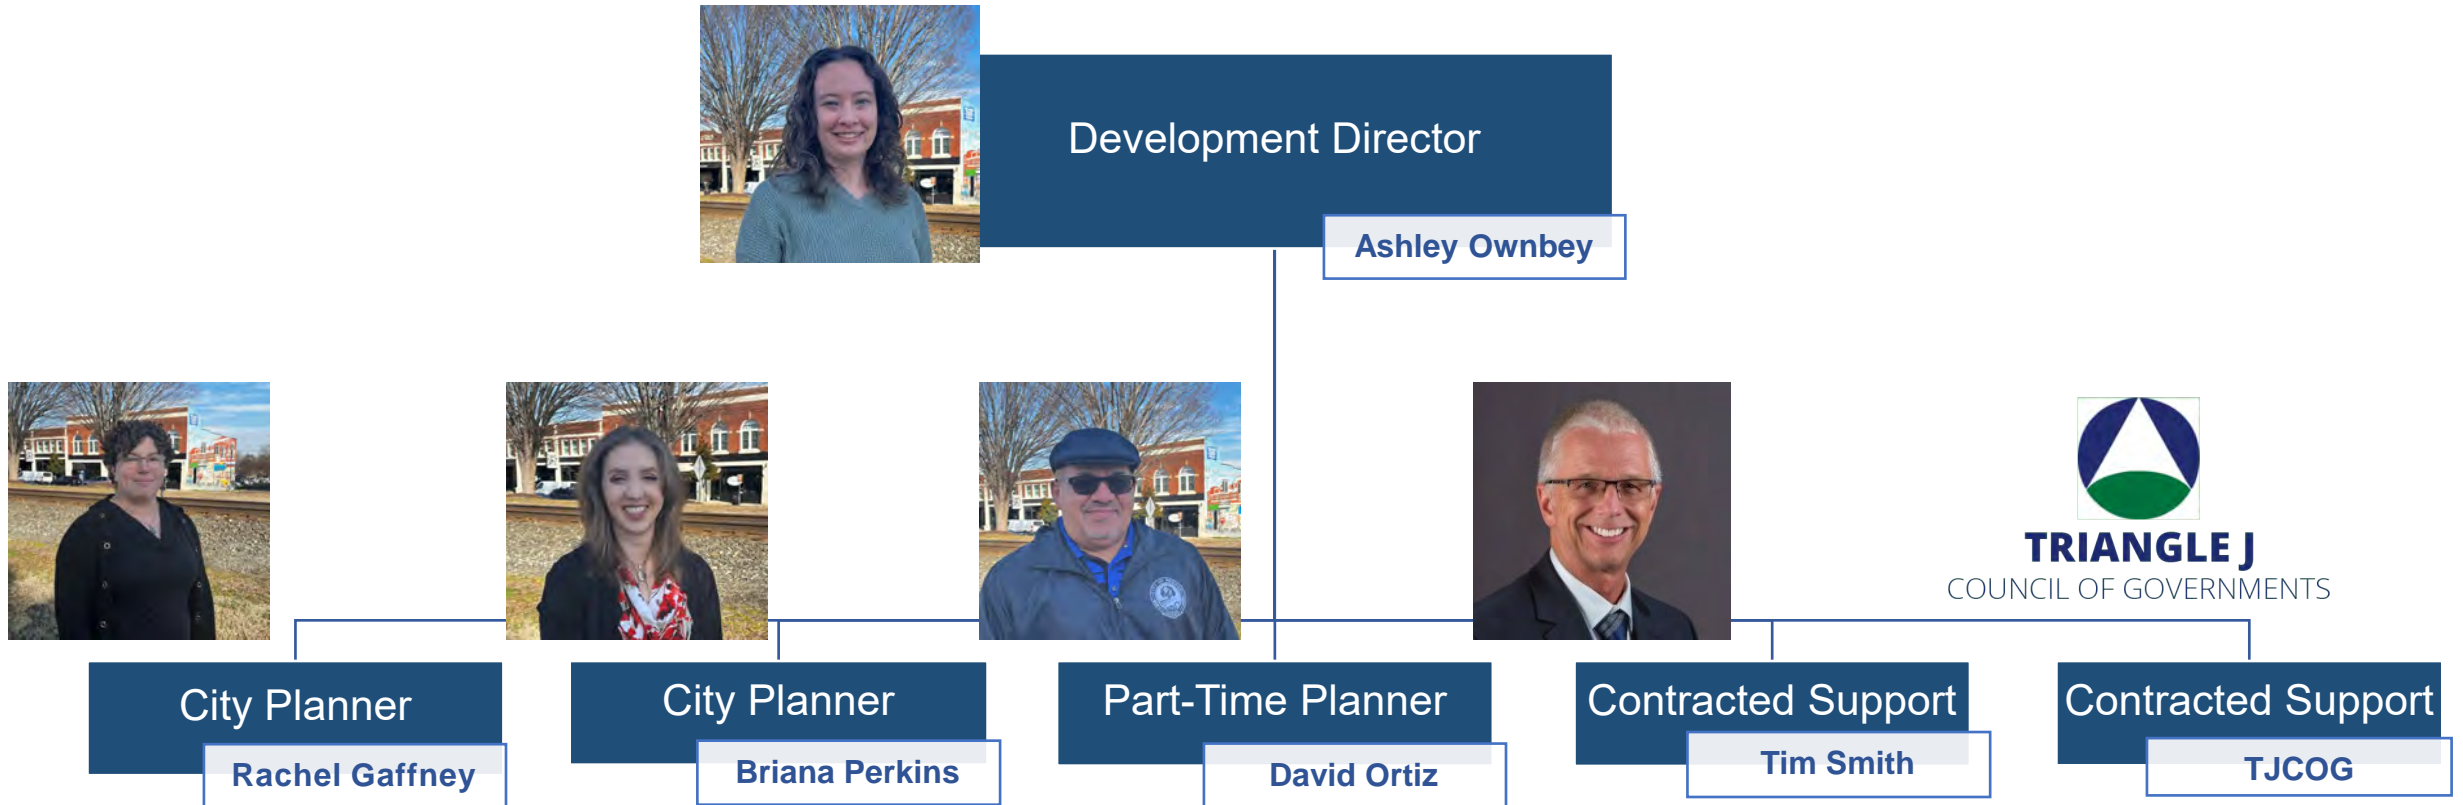 Development Director
Ashley Ownbey
TRIANGLE J
COUNCIL OF GOVERNMENTS
City Planner
Rachel Gaffney
City Planner
Briana Perkins
Part-Time Planner
David Ortiz
Contracted Support
Tim Smith
Contracted Support
TJCOG